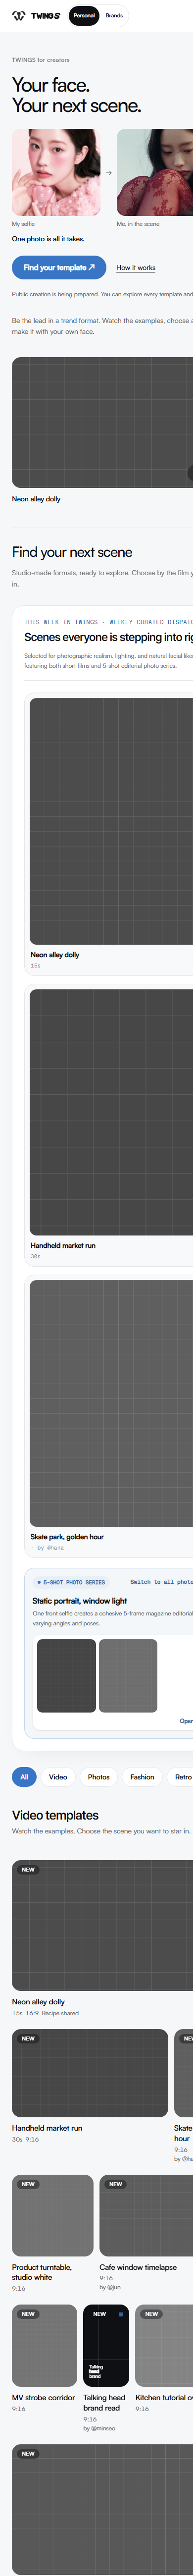 TWINGS
Personal
Brands
TWINGS for creators
Your face.
Your next scene.
My selfie
Me, in the scene
One photo is all it takes.
Find your template ↗
How it works
Public creation is being prepared. You can explore every template and
Be the lead in a trend format. Watch the examples, choose a
make it with your own face.
Neon alley dolly
Find your next scene
Studio-made formats, ready to explore. Choose by the film y
in.
THIS WEEK IN TWINGS · WEEKLY CURATED DISPATC
Scenes everyone is stepping into rig
Selected for photographic realism, lighting, and natural facial like
featuring both short films and 5-shot editorial photo series.
Neon alley dolly
15s
Handheld market run
30s
Skate park, golden hour
· by @hana
5-SHOT PHOTO SERIES
Switch to all photo
Static portrait, window light
One front selfie creates a cohesive 5-frame magazine editorial
varying angles and poses.
Open
All
Video
Photos
Fashion
Retro
Video templates
Watch the examples. Choose the scene you want to star in.
NEW
Neon alley dolly
15s 16:9 Recipe shared
NEW
Handheld market run
30s 9:16
Skate
hour
9:16
by @ha
NEW
Product turntable,
studio white
9:16
NEW
Cafe window timelapse
9:16
by @jun
NEW
MV strobe corridor
9:16
NEW
Talking
brand
Talking head
brand read
9:16
by @minseo
NEW
Kitchen tutorial ov
9:16
NEW